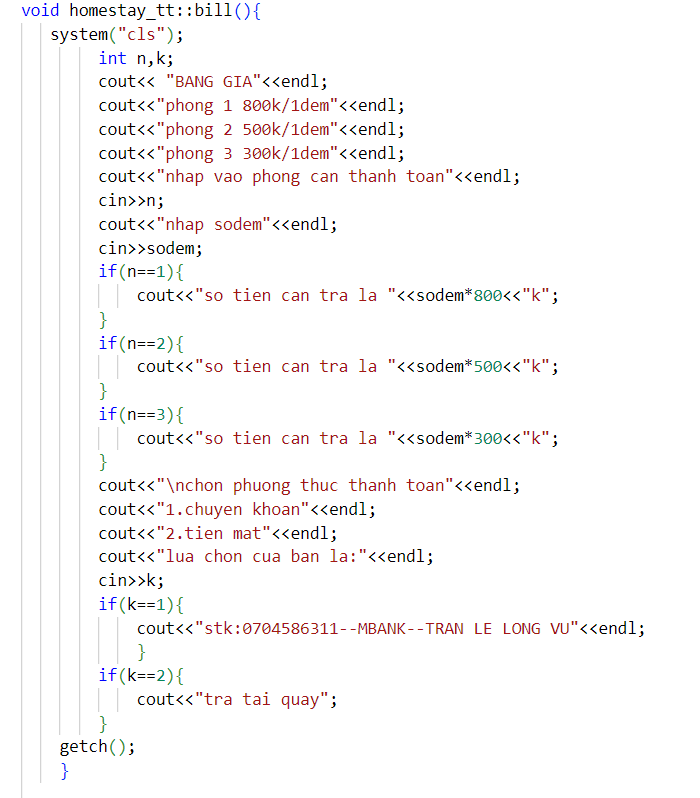 void homestay_tt::bill(){
system("cls");
int n,k;
cout<< "BANG GIA"<<endl;
cout<<"phong 1 800k/1dem"<<endl;
cout<<"phong 2 500k/1dem"<<endl;
cout<<"phong 3 300k/1dem"<<endl;
cout<<"nhap vao phong can thanh toan"<<endl;
cin>>n;
cout<<"nhap sodem"<<endl;
cin>>sodem;
if(n==1){
cout<<"so tien can tra la "<<sodem*800<<"k";
}
if(n==2){
cout<<"so tien can tra la "<<sodem*500<<"k";
}
if(n==3){
cout<<"so tien can tra la "<<sodem*300<<"k";
}
cout<<"\nchon phuong thuc thanh toan"<<endl;
cout<<"1.chuyen khoan"<<endl;
cout<<"2.tien mat"<<endl;
cout<<"lua chon cua ban la:"<<endl;
cin>>k;
if(k==1){
cout<<"stk:0704586311--MBANK--TRAN LE LONG VU"<<endl;
}
if(k==2){
cout<<"tra tai quay";
}
getch();
}